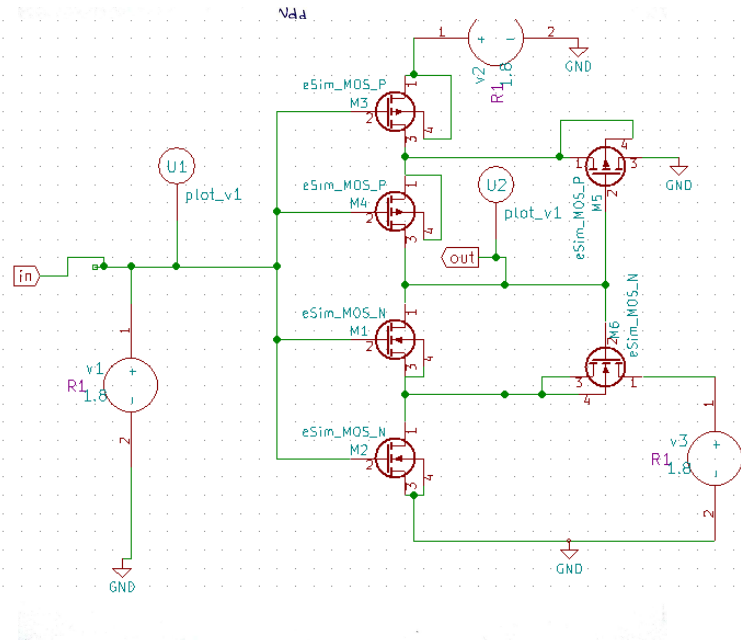 Vdd
1
+
-
2
GND
v2
1.8
R1
eSim_MOS_P
M3
1
2
4
3
eSim_MOS_P
M4
1
2
4
3
U1
plot_v1
U2
plot_v1
out
in
1
4
3
2
eSim_MOS_P
M5
GND
eSim_MOS_N
M1
1
2
4
3
eSim_MOS_N
M6
2
3
4
1
eSim_MOS_N
M2
1
2
4
3
1
v1
+
-
R1
1.8
2
GND
1
v3
+
-
R1
1.8
2
GND